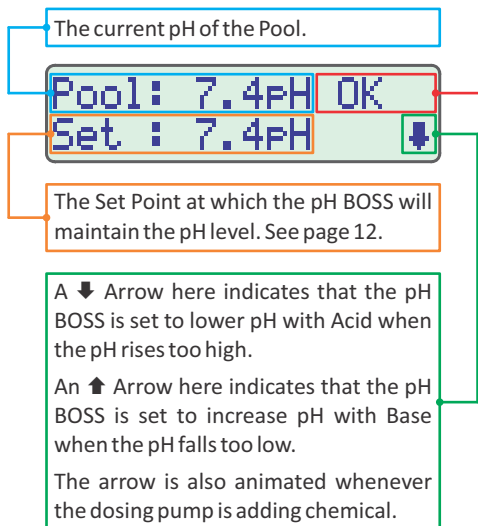 The current pH of the Pool.
Pool: 7.4pH OK
Set : 7.4pH 🡇
The Set Point at which the pH BOSS will
maintain the pH level. See page 12.
A 🡇 Arrow here indicates that the pH
BOSS is set to lower pH with Acid when
the pH rises too high.
An 🡅 Arrow here indicates that the pH
BOSS is set to increase pH with Base
when the pH falls too low.
The arrow is also animated whenever
the dosing pump is adding chemical.